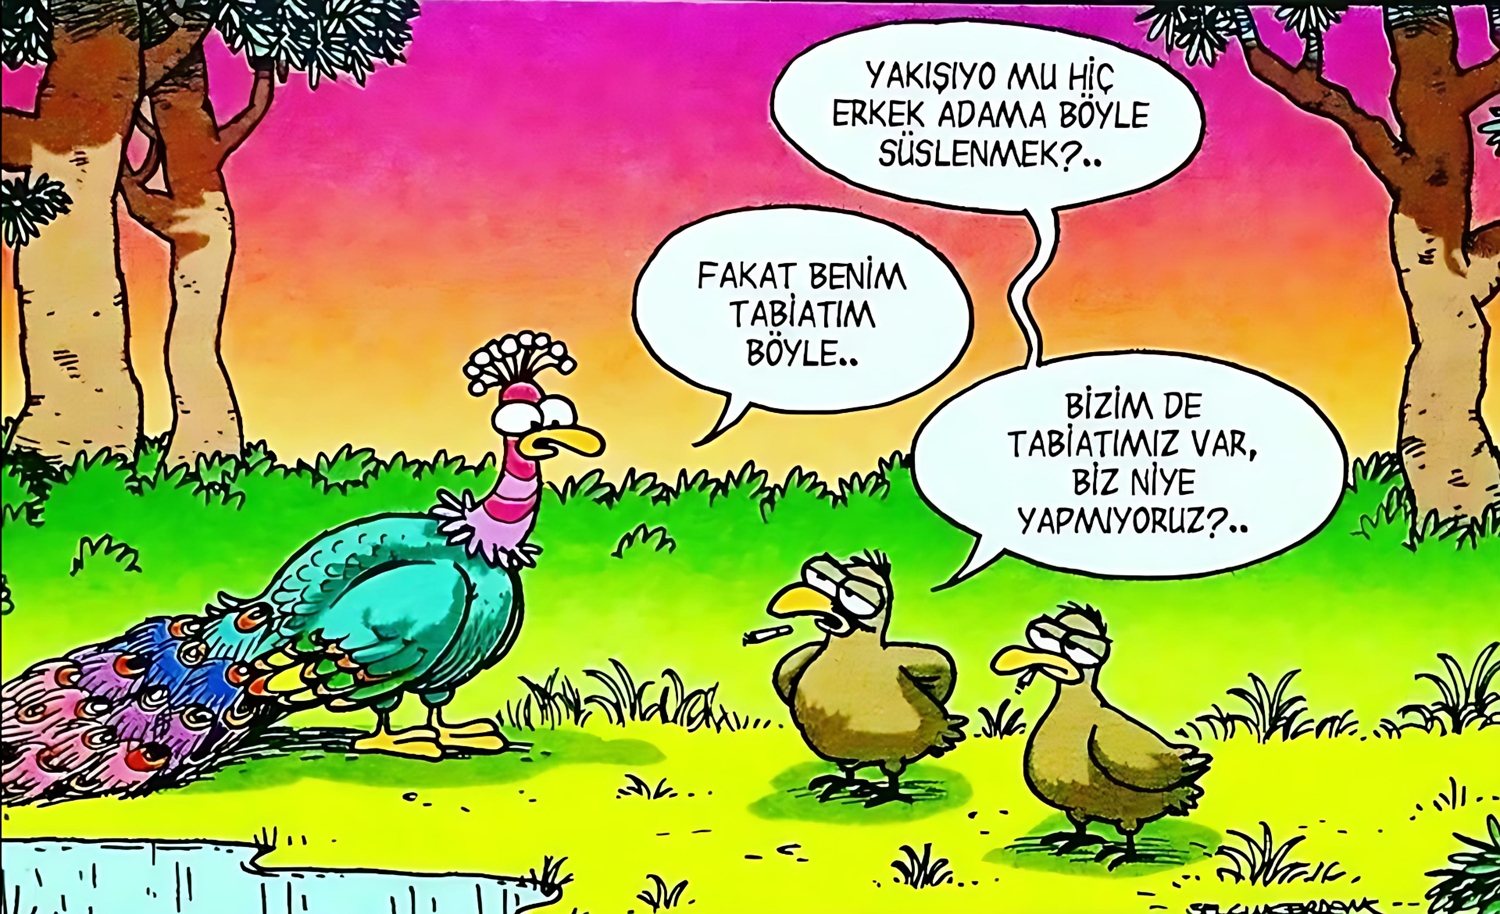 YAKIŞIYO MU HİÇ
ERKEK ADAMA BÖYLE
SÜSLENMEK?..
FAKAT BENİM
TABİATIM
BÖYLE..
BİZİM DE
TABİATIMIZ VAR,
BİZ NİYE
YAPMIYORUZ?..